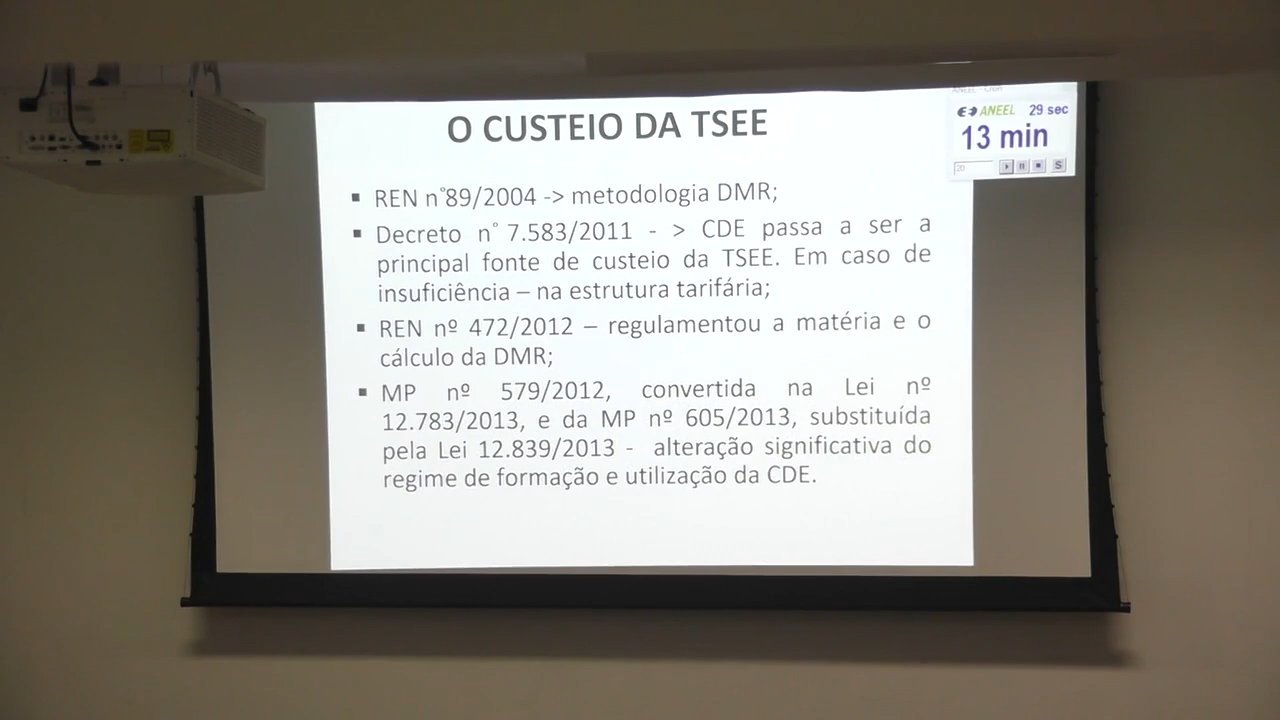 O CUSTEIO DA TSEE
ANEEL
29 sec
13 min
20
S
▪ REN n°89/2004 -> metodologia DMR;
▪ Decreto n° 7.583/2011 - > CDE passa a ser a
principal fonte de custeio da TSEE. Em caso de
insuficiência – na estrutura tarifária;
▪ REN nº 472/2012 – regulamentou a matéria e o
cálculo da DMR;
▪ MP nº 579/2012, convertida na Lei nº
12.783/2013, e da MP nº 605/2013, substituída
pela Lei 12.839/2013 - alteração significativa do
regime de formação e utilização da CDE.